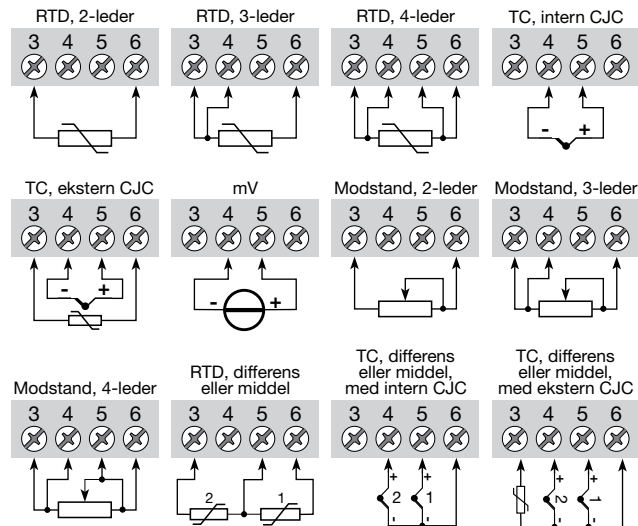 RTD, 2-leder
3 4 5 6
RTD, 3-leder
3 4 5 6
RTD, 4-leder
3 4 5 6
TC, intern CJC
3 4 5 6
- +
TC, ekstern CJC
3 4 5 6
- +
mV
3 4 5 6
- +
Modstand, 2-leder
3 4 5 6
Modstand, 3-leder
3 4 5 6
Modstand, 4-leder
3 4 5 6
RTD, differens
eller middel
3 4 5 6
2 1
TC, differens
eller middel,
med intern CJC
3 4 5 6
+ +
2 1
- -
TC, differens
eller middel,
med ekstern CJC
3 4 5 6
+ +
2 1
- -